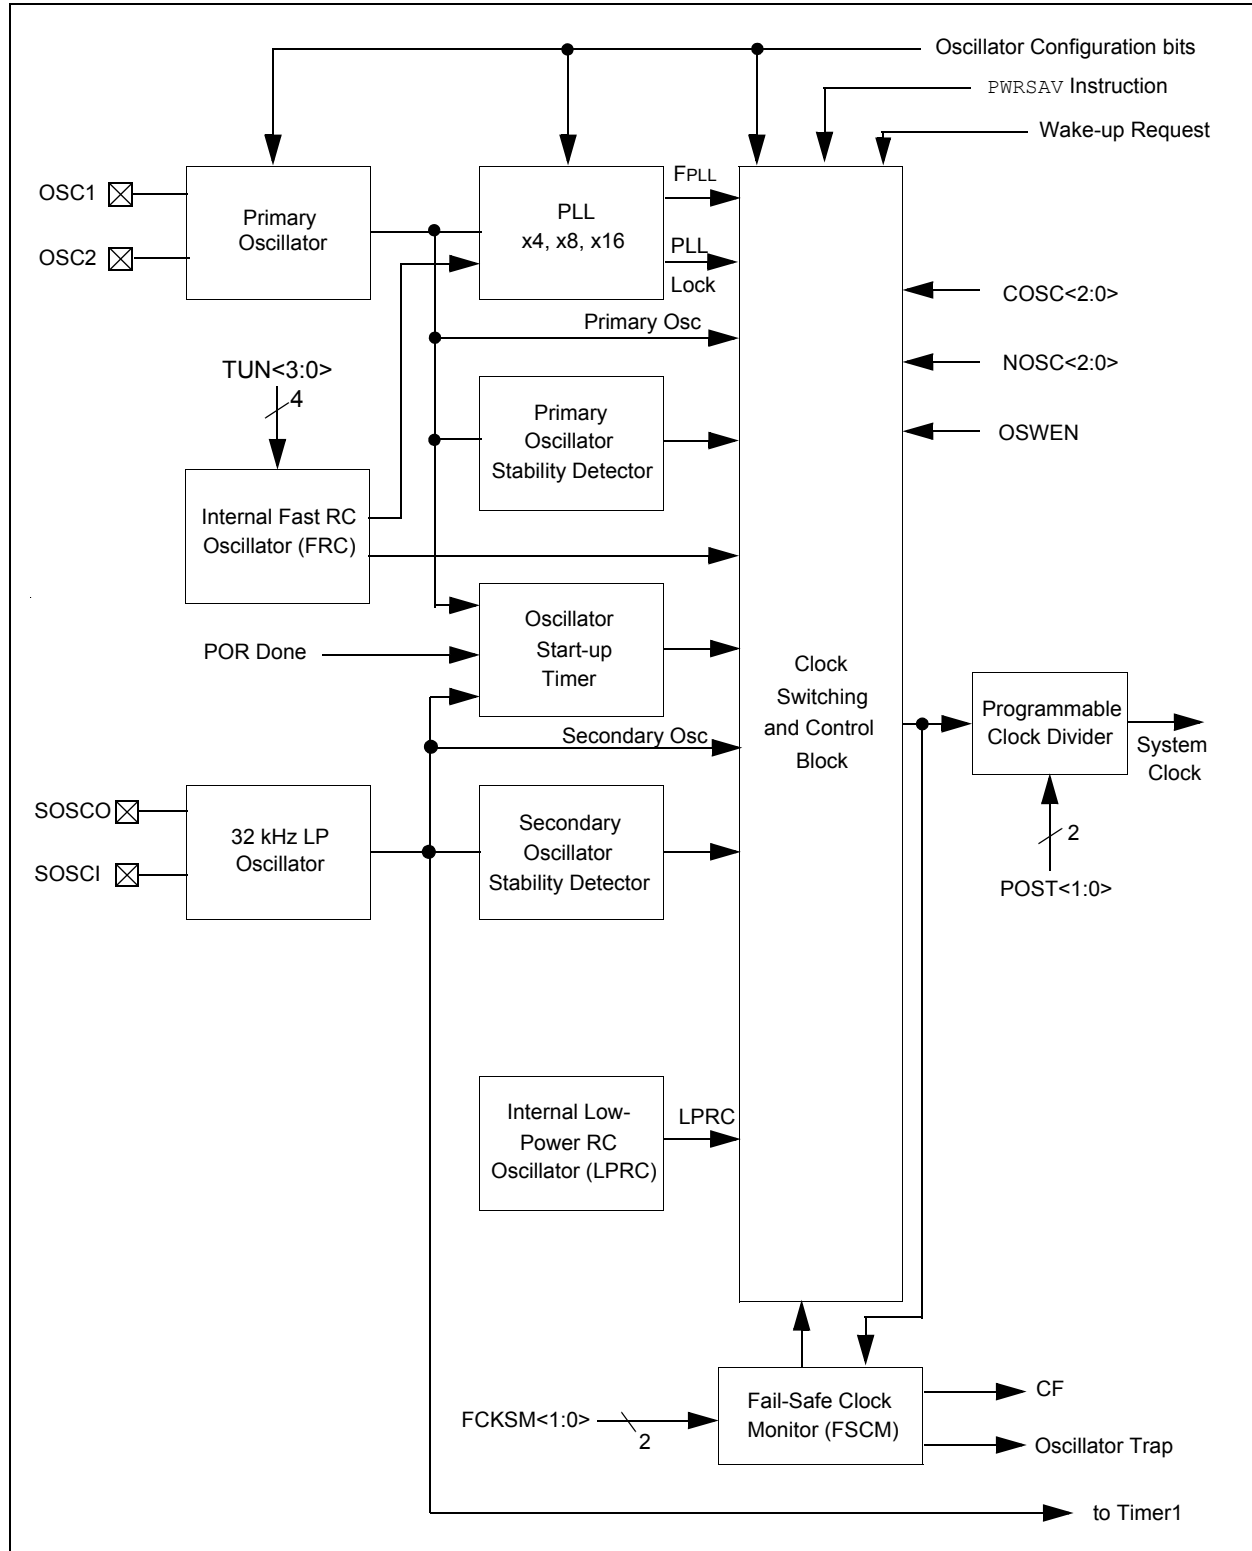 Oscillator Configuration bits
PWRSAV Instruction
Wake-up Request
OSC1
OSC2
Primary
Oscillator
PLL
x4, x8, x16
FPLL
PLL
Lock
COSC<2:0>
Primary Osc
NOSC<2:0>
TUN<3:0>
4
Primary
Oscillator
Stability Detector
OSWEN
Internal Fast RC
Oscillator (FRC)
Oscillator
Start-up
Timer
POR Done
Clock
Switching
and Control
Block
Programmable
Clock Divider
System
Clock
Secondary Osc
SOSCO
SOSCI
32 kHz LP
Oscillator
Secondary
Oscillator
Stability Detector
2
POST<1:0>
Internal Low-
Power RC
Oscillator (LPRC)
LPRC
FCKSM<1:0>
2
Fail-Safe Clock
Monitor (FSCM)
CF
Oscillator Trap
to Timer1